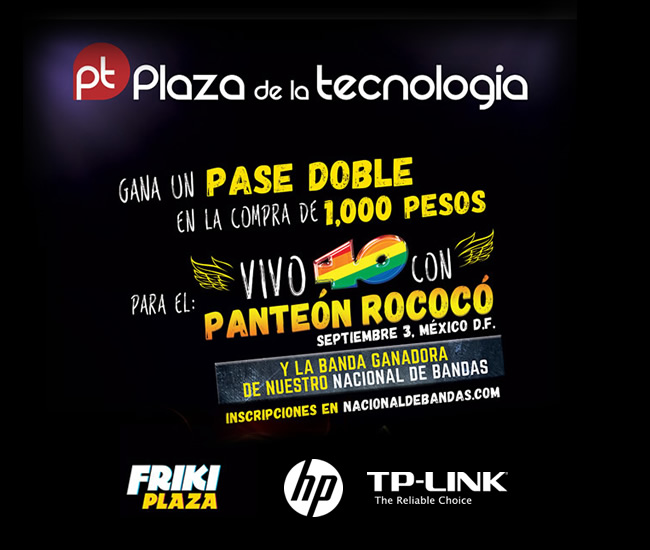 pt Plaza de la tecnologia
GANA UN PASE DOBLE
EN LA COMPRA DE 1,000 PESOS
PARA EL: VIVO 40 CON
PANTEÓN ROCOCÓ
SEPTIEMBRE 3, MÉXICO D.F.
Y LA BANDA GANADORA
DE NUESTRO NACIONAL DE BANDAS
INSCRIPCIONES EN NACIONALDEBANDAS.COM
FRIKI
PLAZA
hp
TP-LINK®
The Reliable Choice